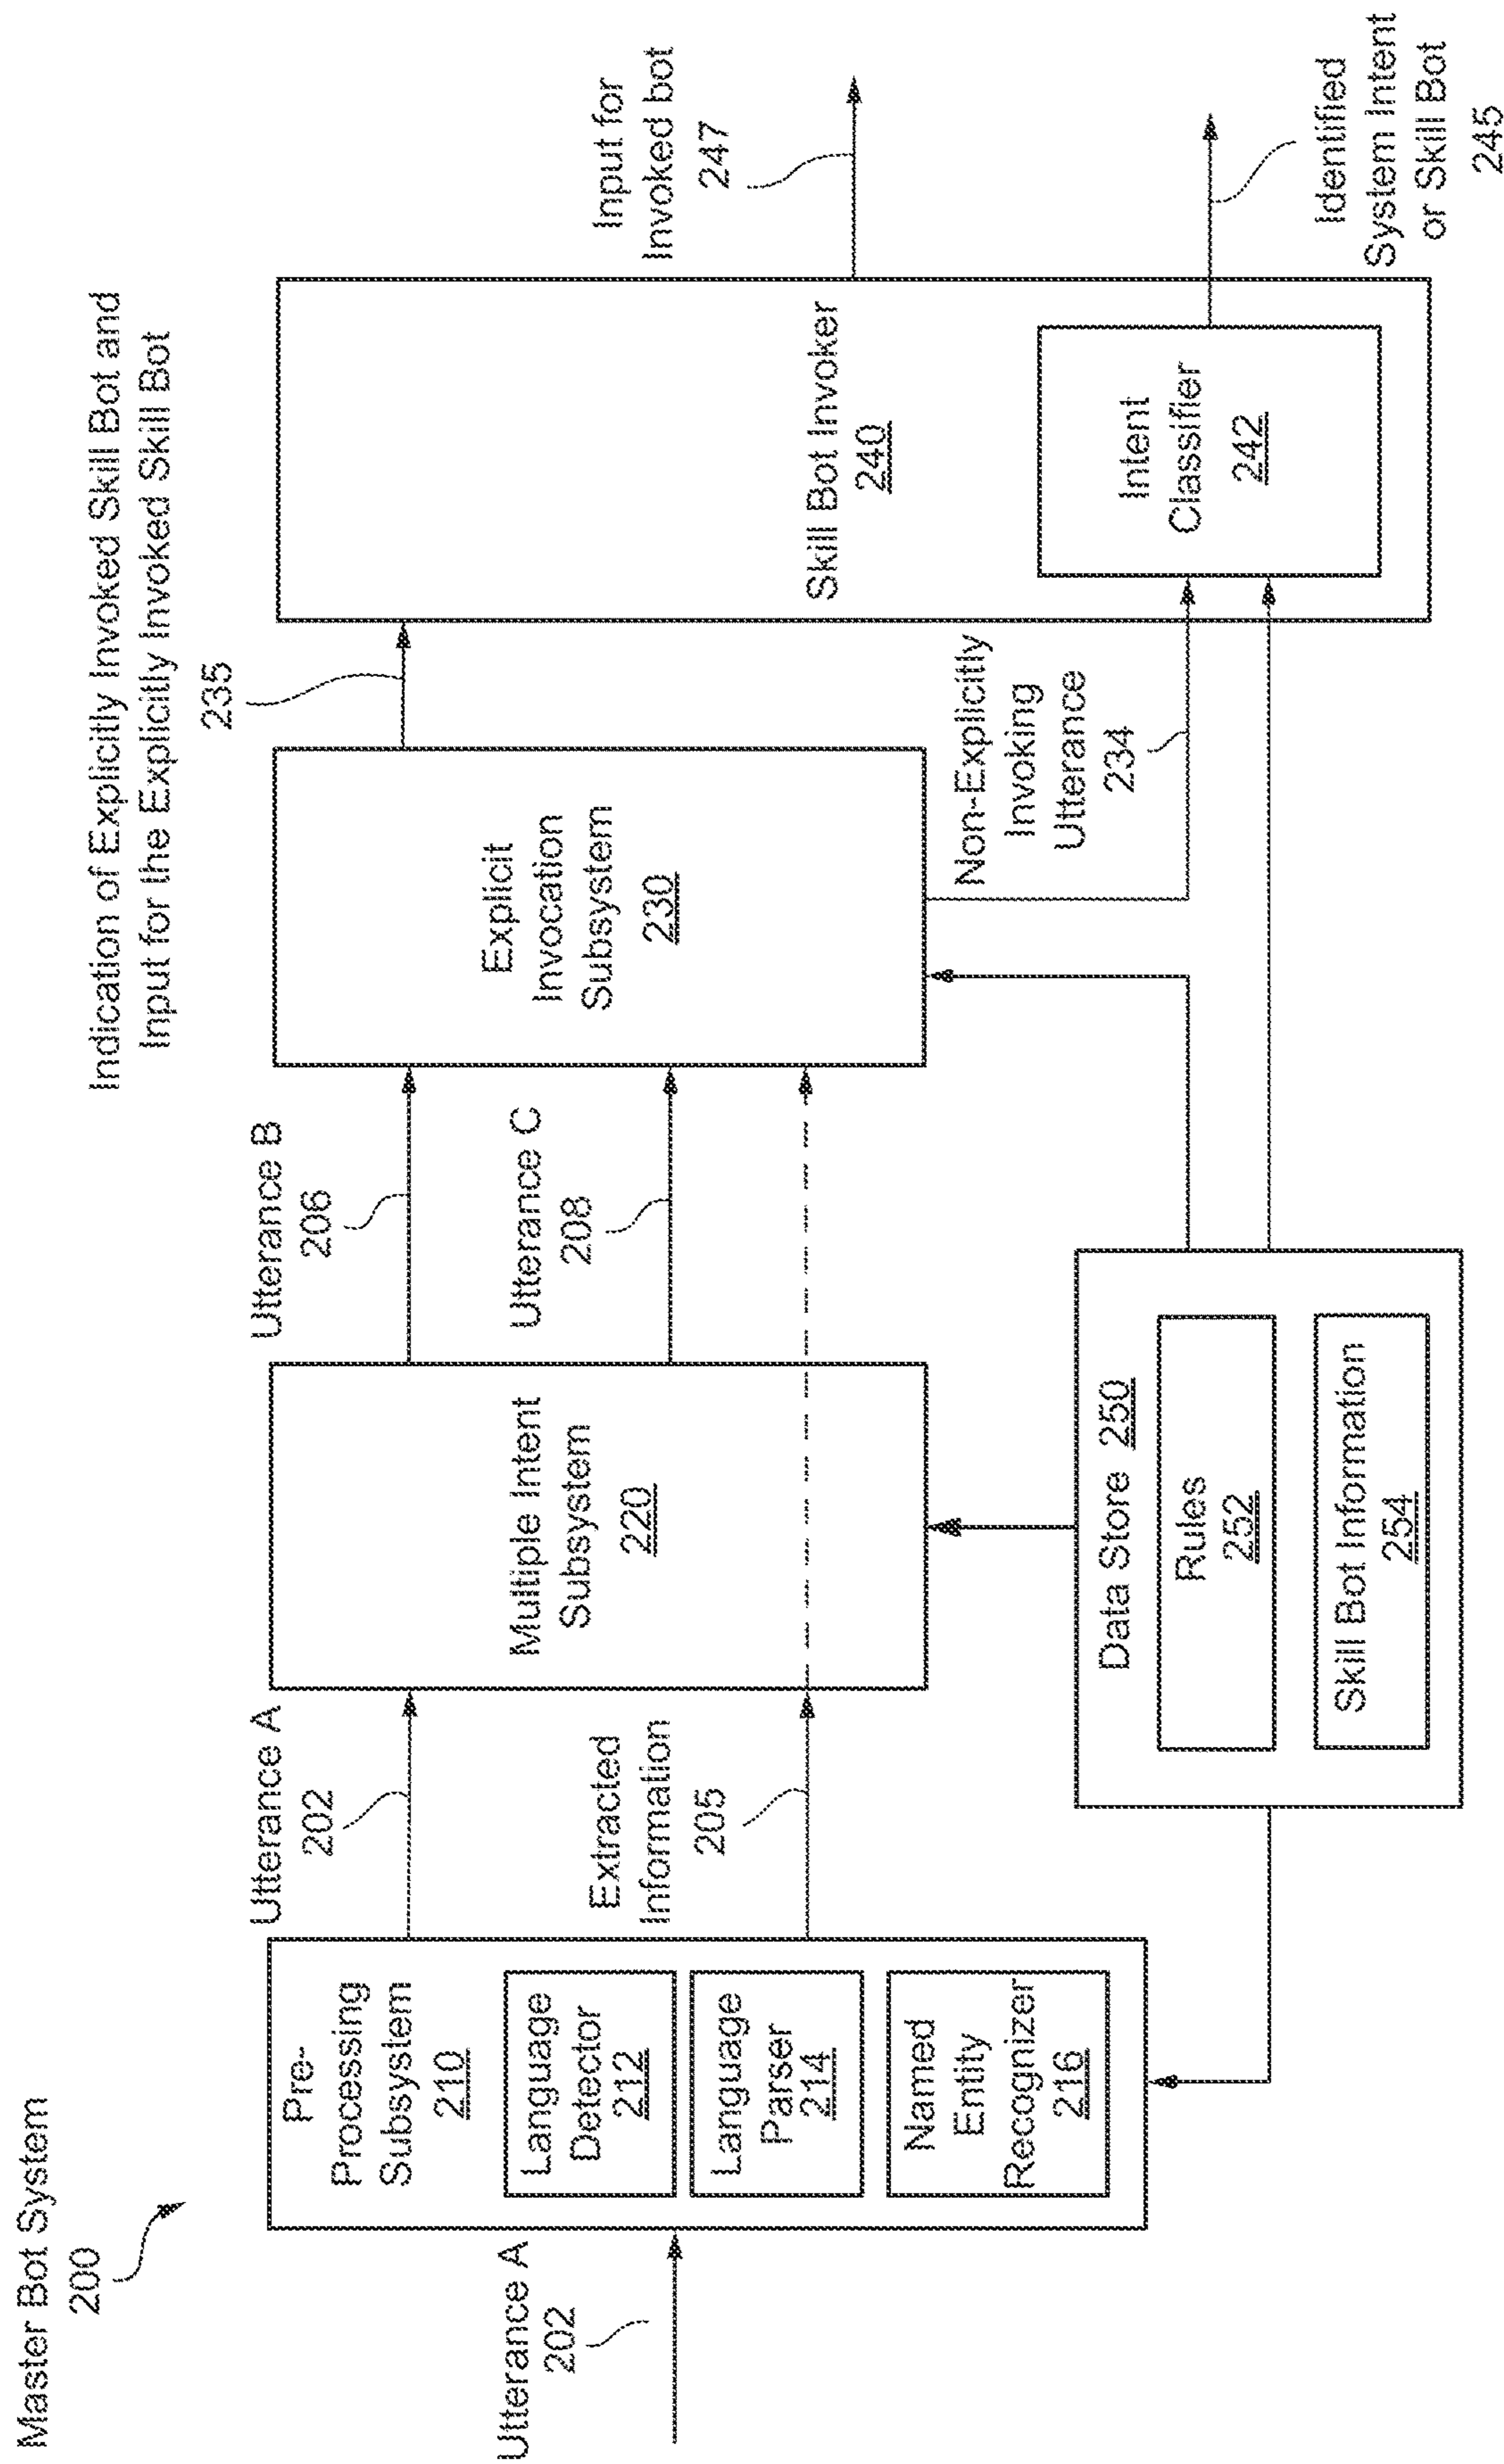 Master Bot System
200
Utterance A
202
Pre-
Processing
Subsystem
210
Language
Detector
212
Language
Parser
214
Named
Entity
Recognizer
216
Utterance A
202
Extracted
Information
205
Multiple Intent
Subsystem
220
Utterance B
206
Utterance C
208
Explicit
Invocation
Subsystem
230
Indication of Explicitly Invoked Skill Bot and
Input for the Explicitly Invoked Skill Bot
235
Non-Explicitly
Invoking
Utterance
234
Skill Bot Invoker
240
Intent
Classifier
242
Input for
Invoked bot
247
Identified
System Intent
or Skill Bot
245
Data Store 250
Rules
252
Skill Bot Information
254